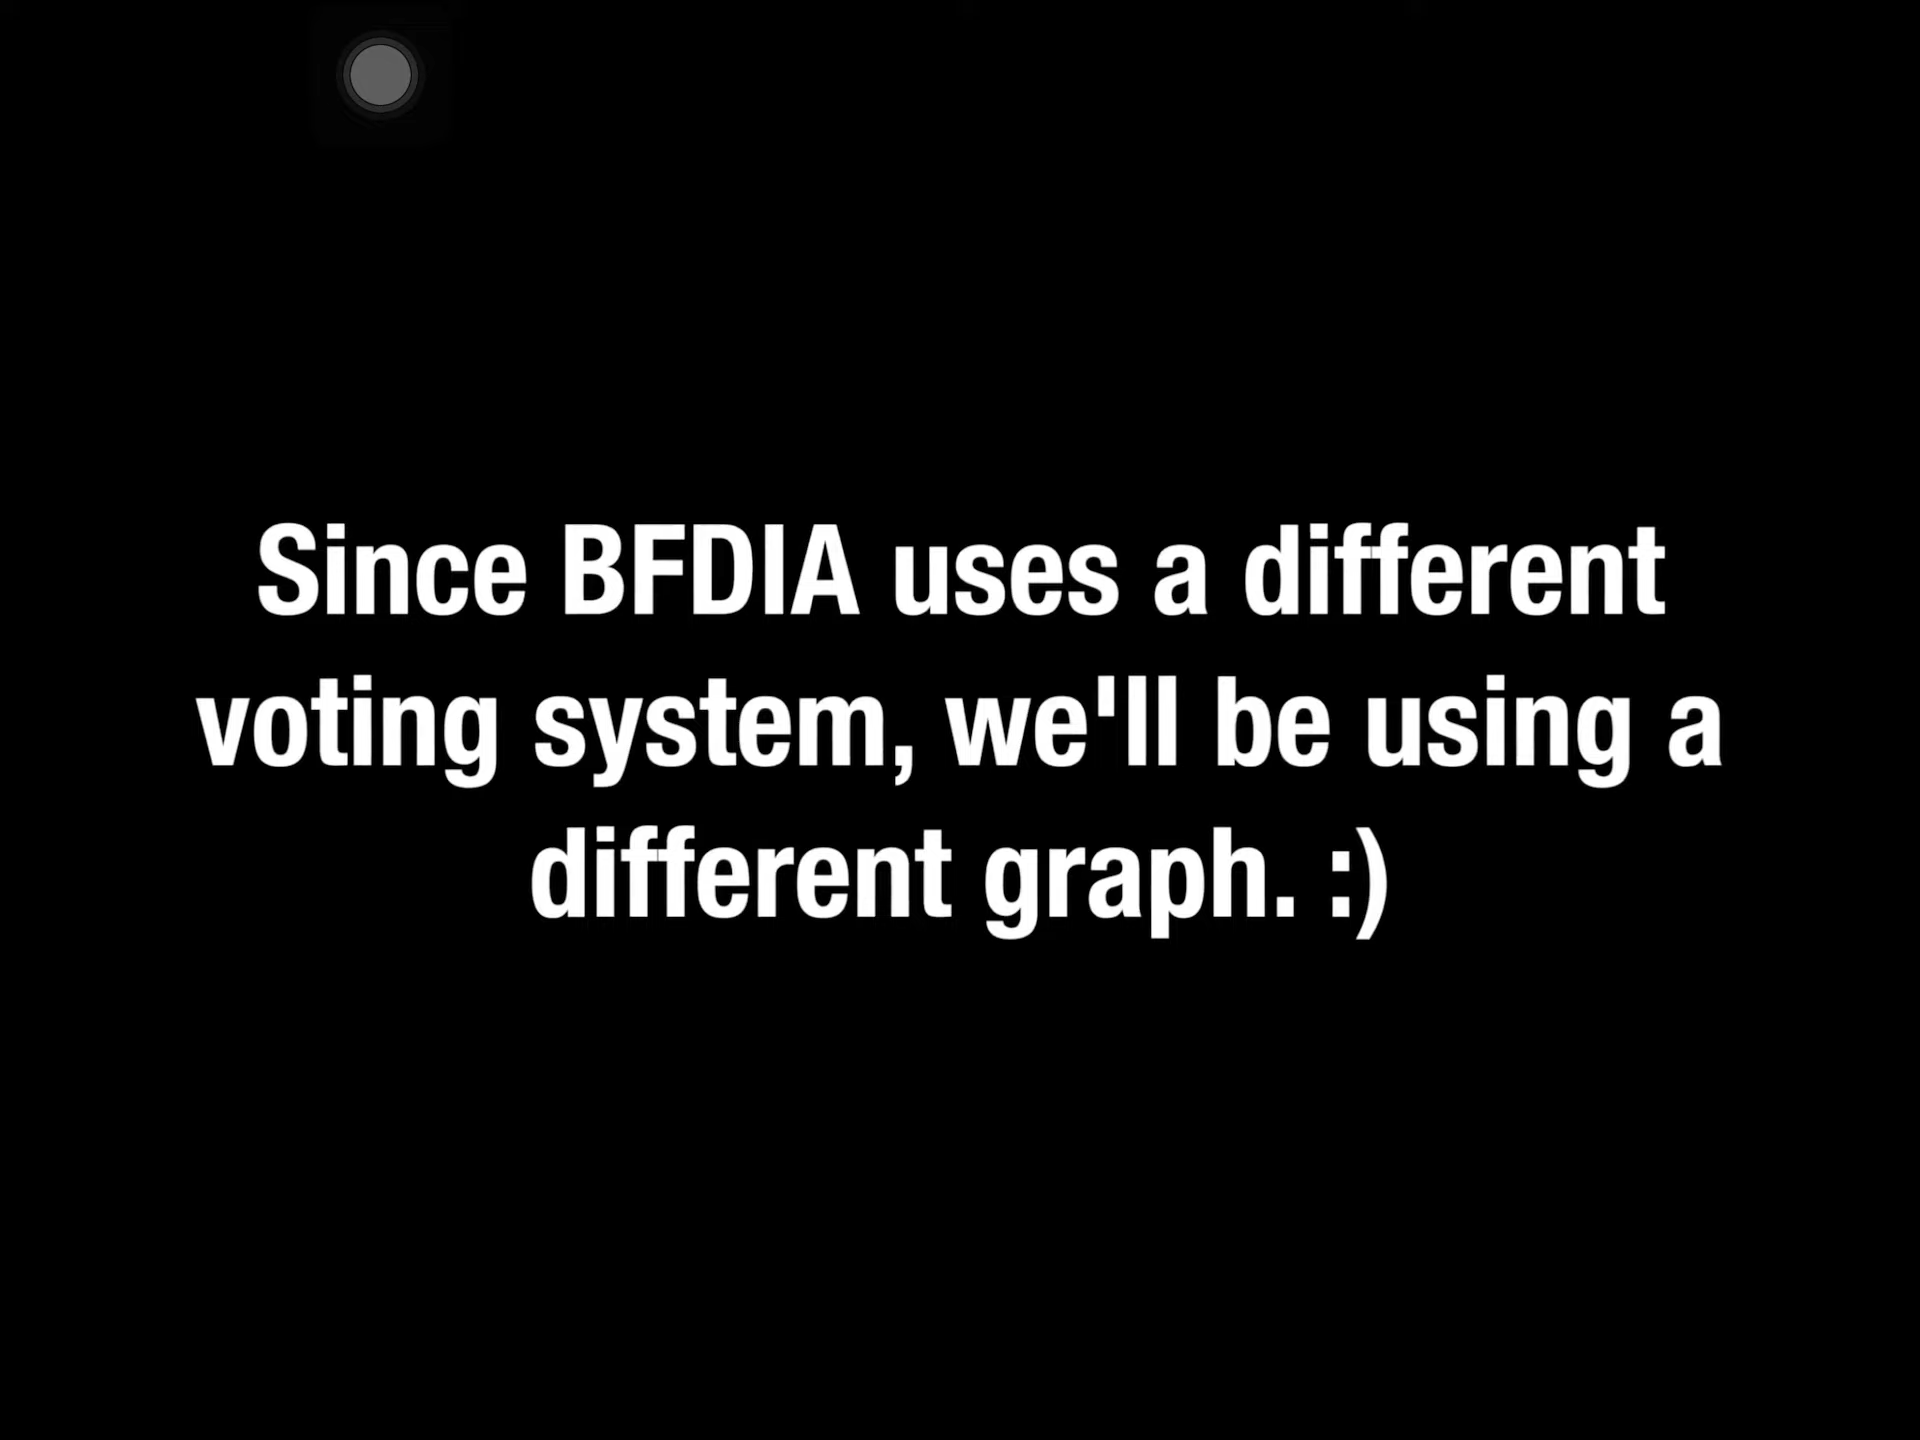 Since BFDIA uses a different
voting system, we'll be using a
different graph. :)